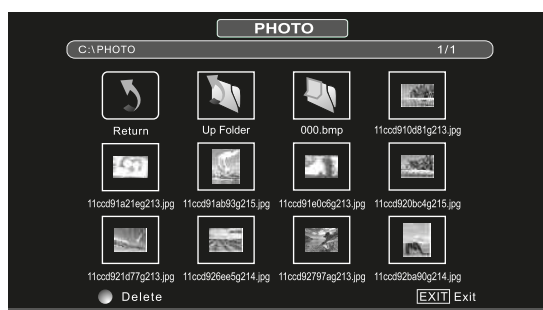 PHOTO
C:\PHOTO 1/1
Return Up Folder 000.bmp 11ccd910d81g213.jpg
11ccd91a21eg213.jpg 11ccd91ab93g215.jpg 11ccd91e0c6g213.jpg 11ccd920bc4g215.jpg
11ccd921d77g213.jpg 11ccd926ee5g214.jpg 11ccd92797ag213.jpg 11ccd92ba90g214.jpg
Delete EXIT Exit